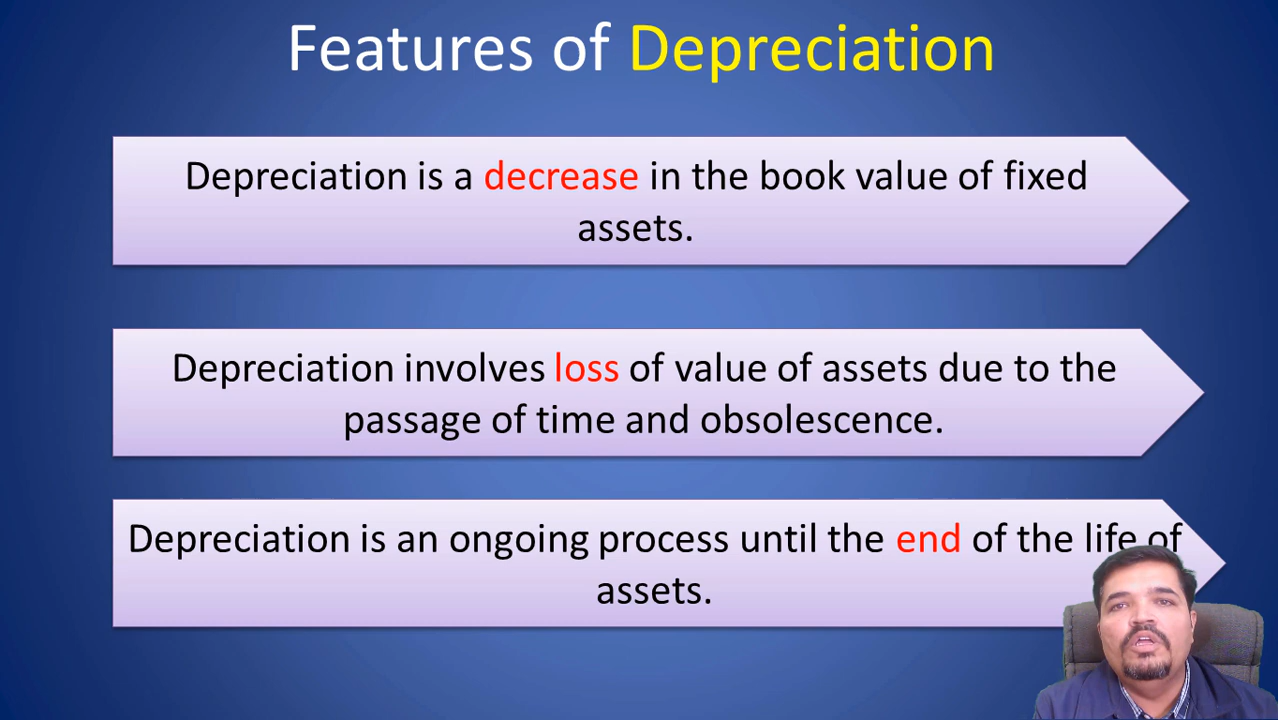 Features of Depreciation
Depreciation is a decrease in the book value of fixed
assets.
Depreciation involves loss of value of assets due to the
passage of time and obsolescence.
Depreciation is an ongoing process until the end of the life of
assets.